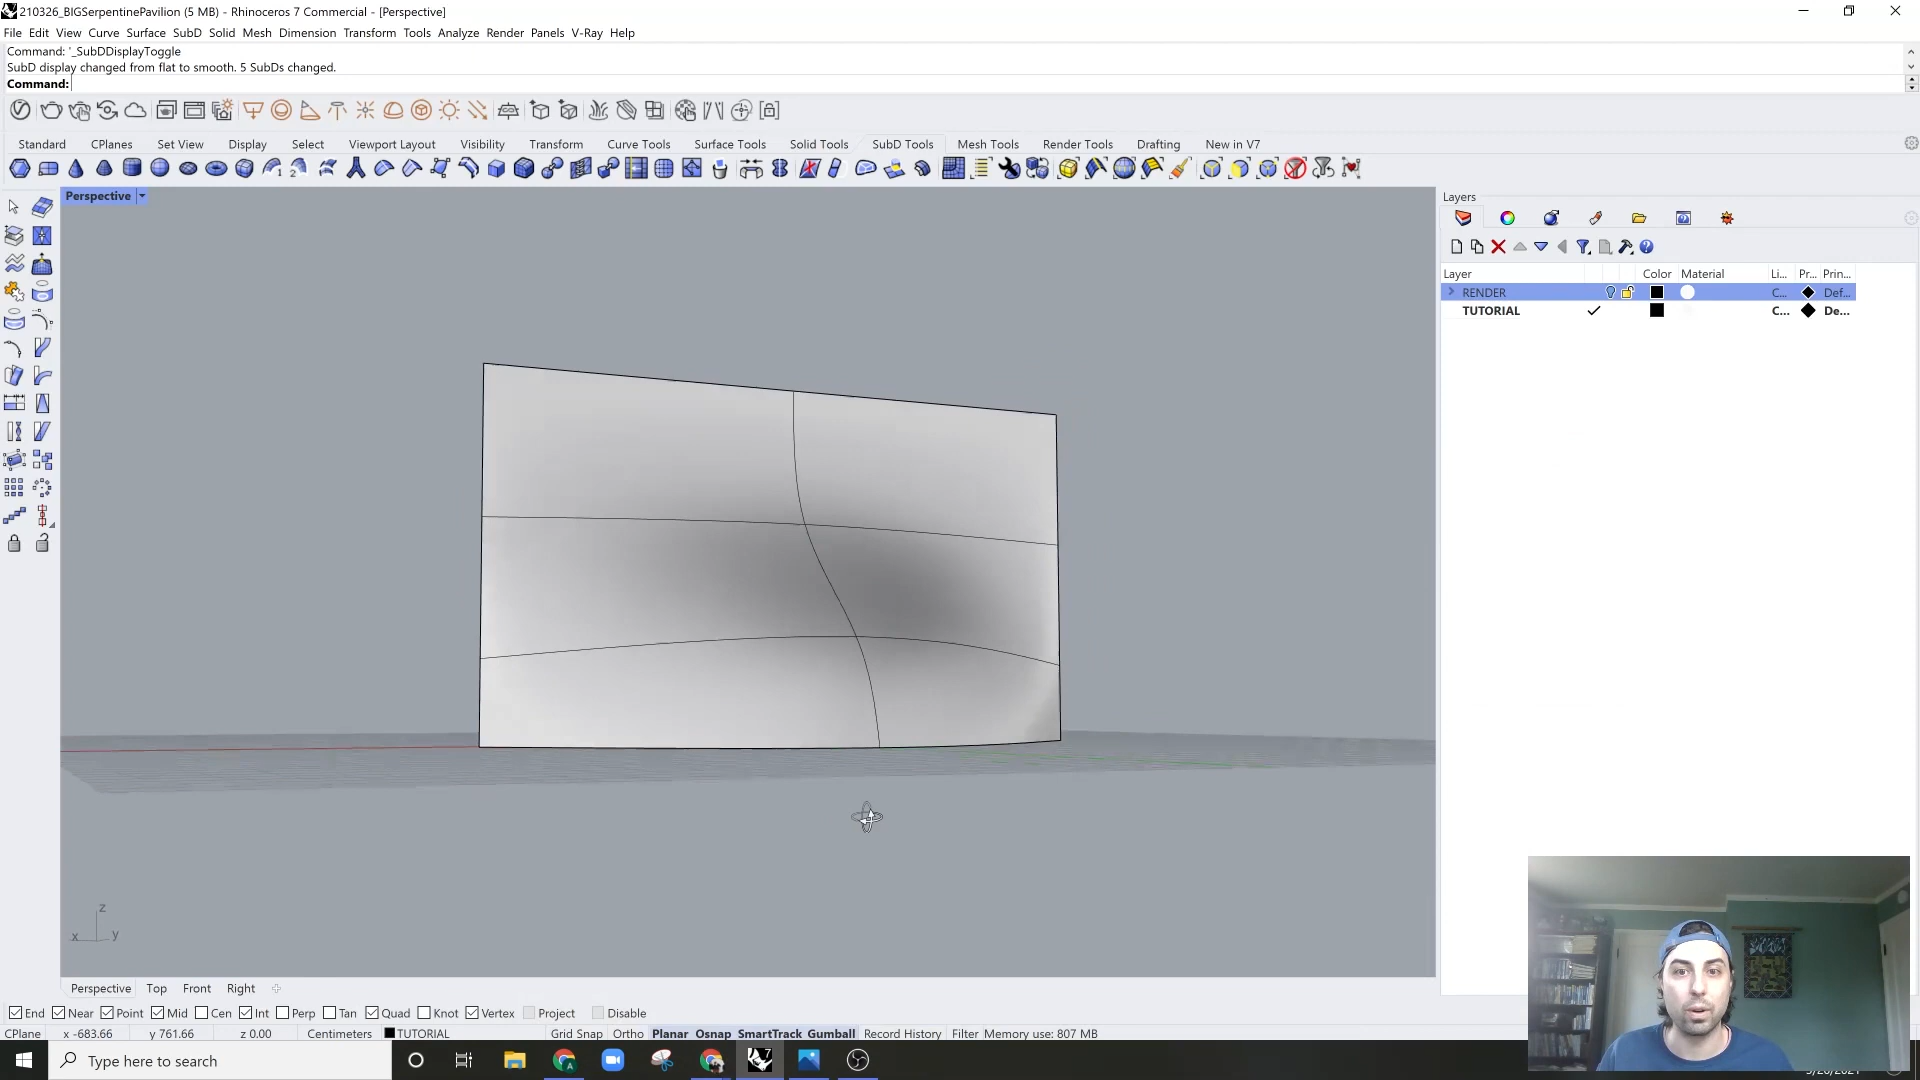 210326_BIGSerpentinePavilion (5 MB) - Rhinoceros 7 Commercial - [Perspective]
File Edit View Curve Surface SubD Solid Mesh Dimension Transform Tools Analyze Render Panels V-Ray Help
Command: '_SubDDisplayToggle
SubD display changed from flat to smooth. 5 SubDs changed.
Command:
Standard CPlanes Set View Display Select Viewport Layout Visibility Transform Curve Tools Surface Tools Solid Tools SubD Tools Mesh Tools Render Tools Drafting New in V7
Perspective
Layers
Layer Color Material Li... Pr... Prin...
RENDER C... Def...
TUTORIAL C... De...
z
x y
Perspective Top Front Right
End Near Point Mid Cen Int Perp Tan Quad Knot Vertex Project Disable
CPlane x -683.66 y 761.66 z 0.00 Centimeters TUTORIAL Grid Snap Ortho Planar Osnap SmartTrack Gumball Record History Filter Memory use: 807 MB
Type here to search